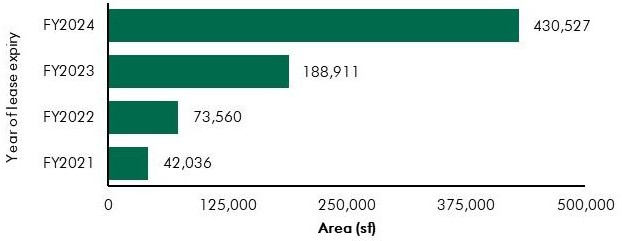 Year of lease expiry
FY2024 430,527
FY2023 188,911
FY2022 73,560
FY2021 42,036
0 125,000 250,000 375,000 500,000
Area (sf)